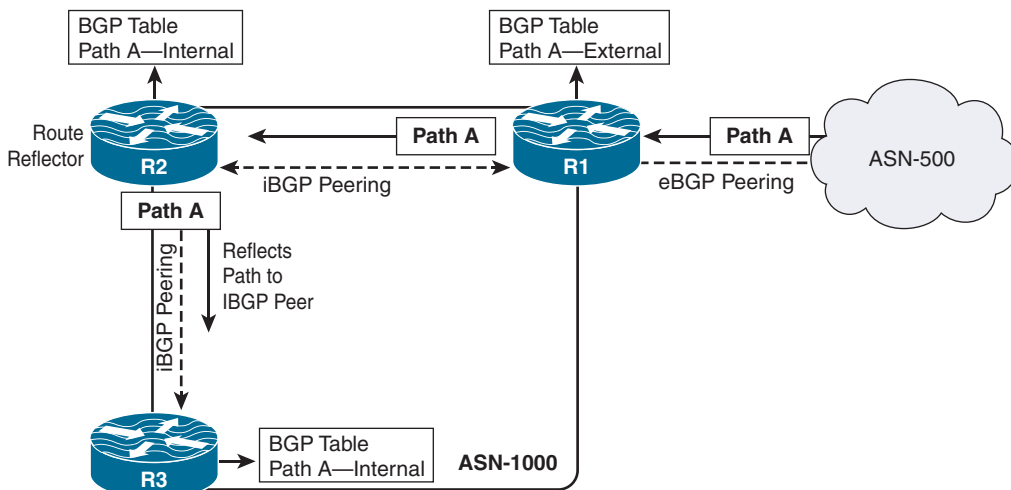 BGP Table
Path A—Internal
BGP Table
Path A—External
Route
Reflector
R2
Path A
iBGP Peering
R1
Path A
eBGP Peering
ASN-500
Path A
iBGP Peering
Reflects
Path to
IBGP Peer
R3
BGP Table
Path A—Internal
ASN-1000